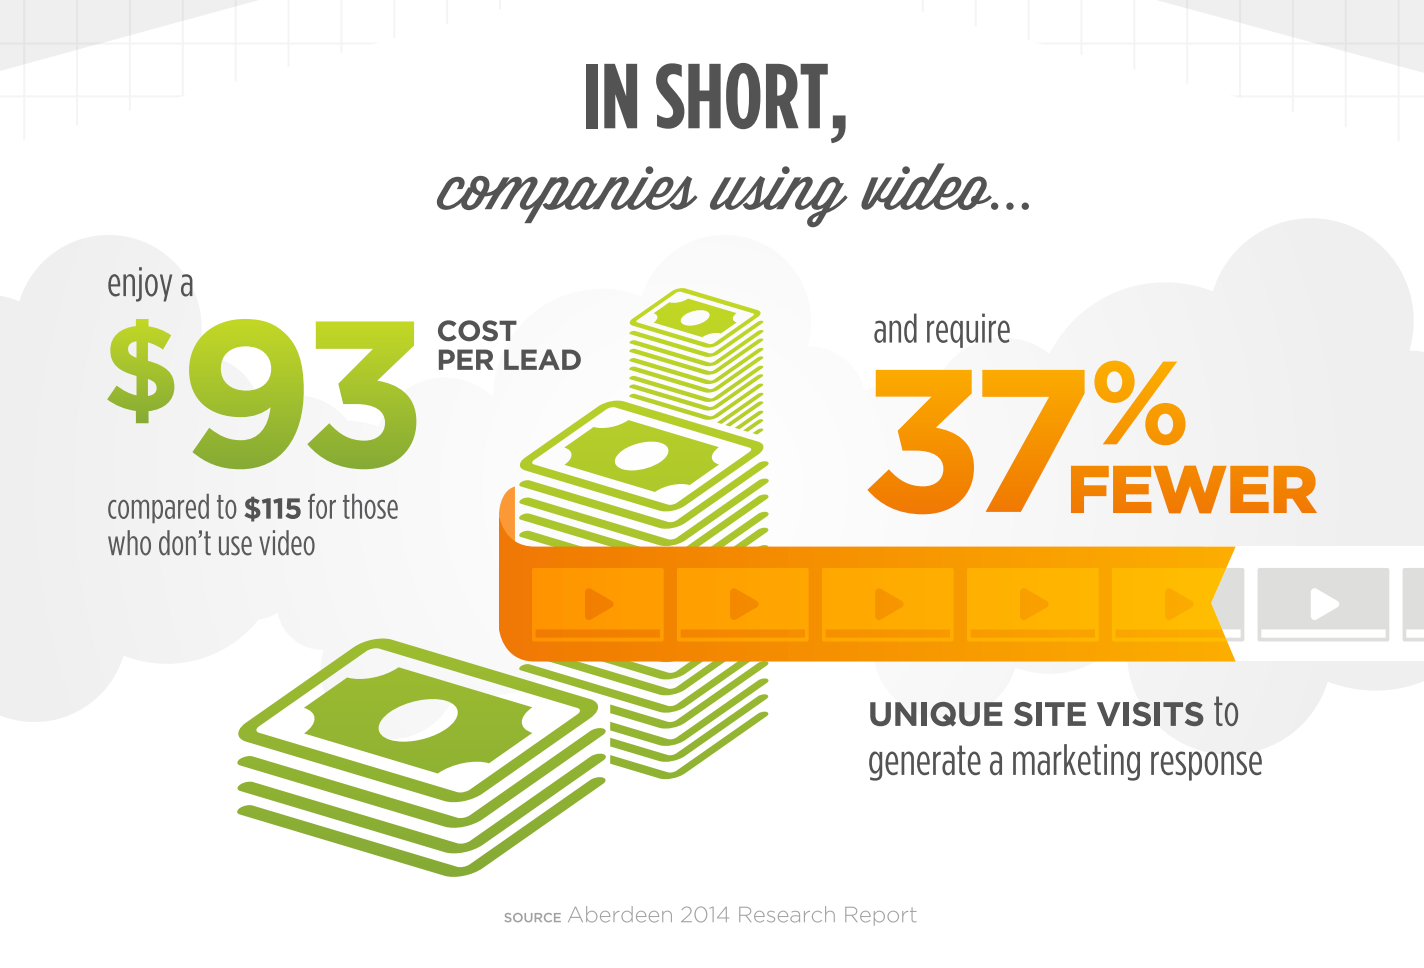 IN SHORT,
companies using video...
enjoy a
$93
COST
PER LEAD
compared to $115 for those
who don't use video
and require
37%
FEWER
UNIQUE SITE VISITS to
generate a marketing response
SOURCE Aberdeen 2014 Research Report